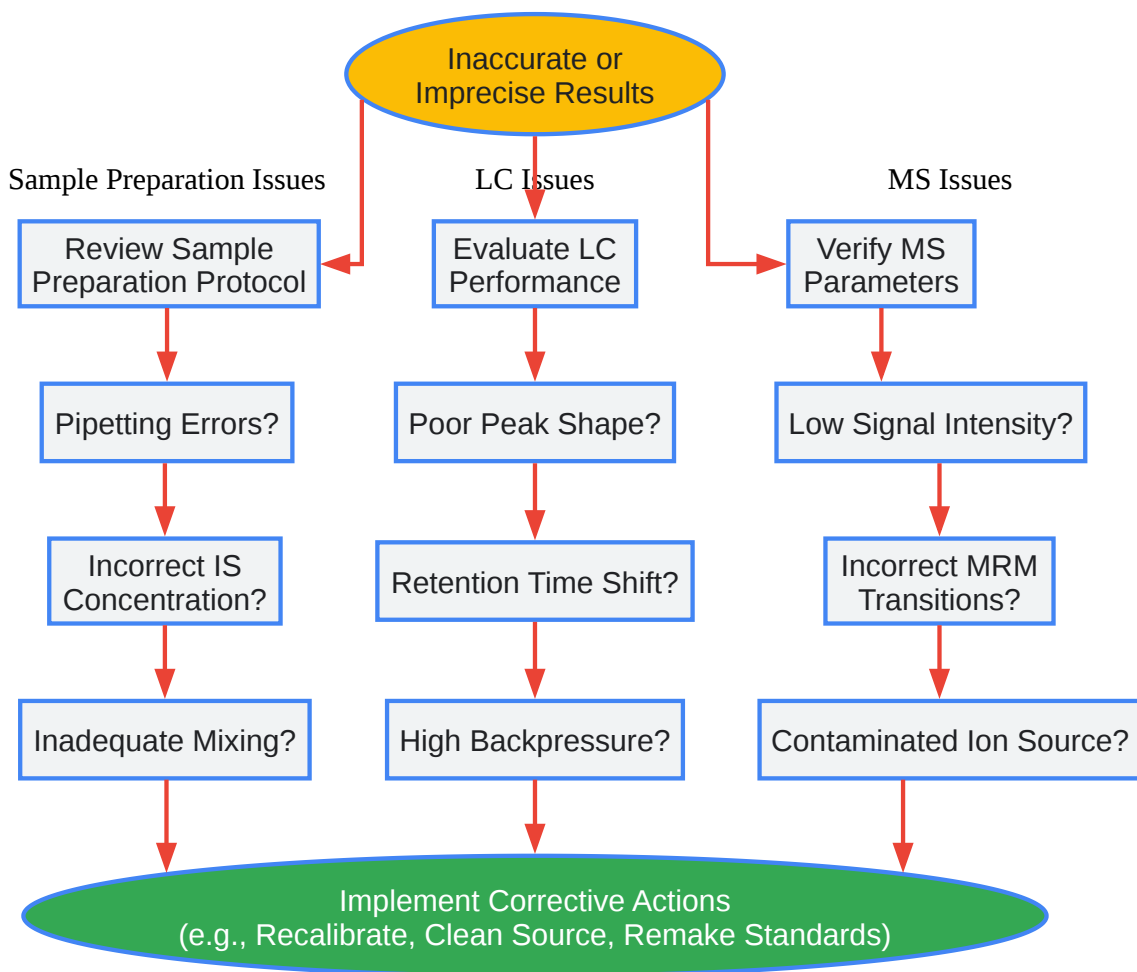 Inaccurate or
Imprecise Results
Sample Preparation Issues
LC Issues
MS Issues
Review Sample
Preparation Protocol
Evaluate LC
Performance
Verify MS
Parameters
Pipetting Errors?
Poor Peak Shape?
Low Signal Intensity?
Incorrect IS
Concentration?
Retention Time Shift?
Incorrect MRM
Transitions?
Inadequate Mixing?
High Backpressure?
Contaminated Ion Source?
Implement Corrective Actions
(e.g., Recalibrate, Clean Source, Remake Standards)